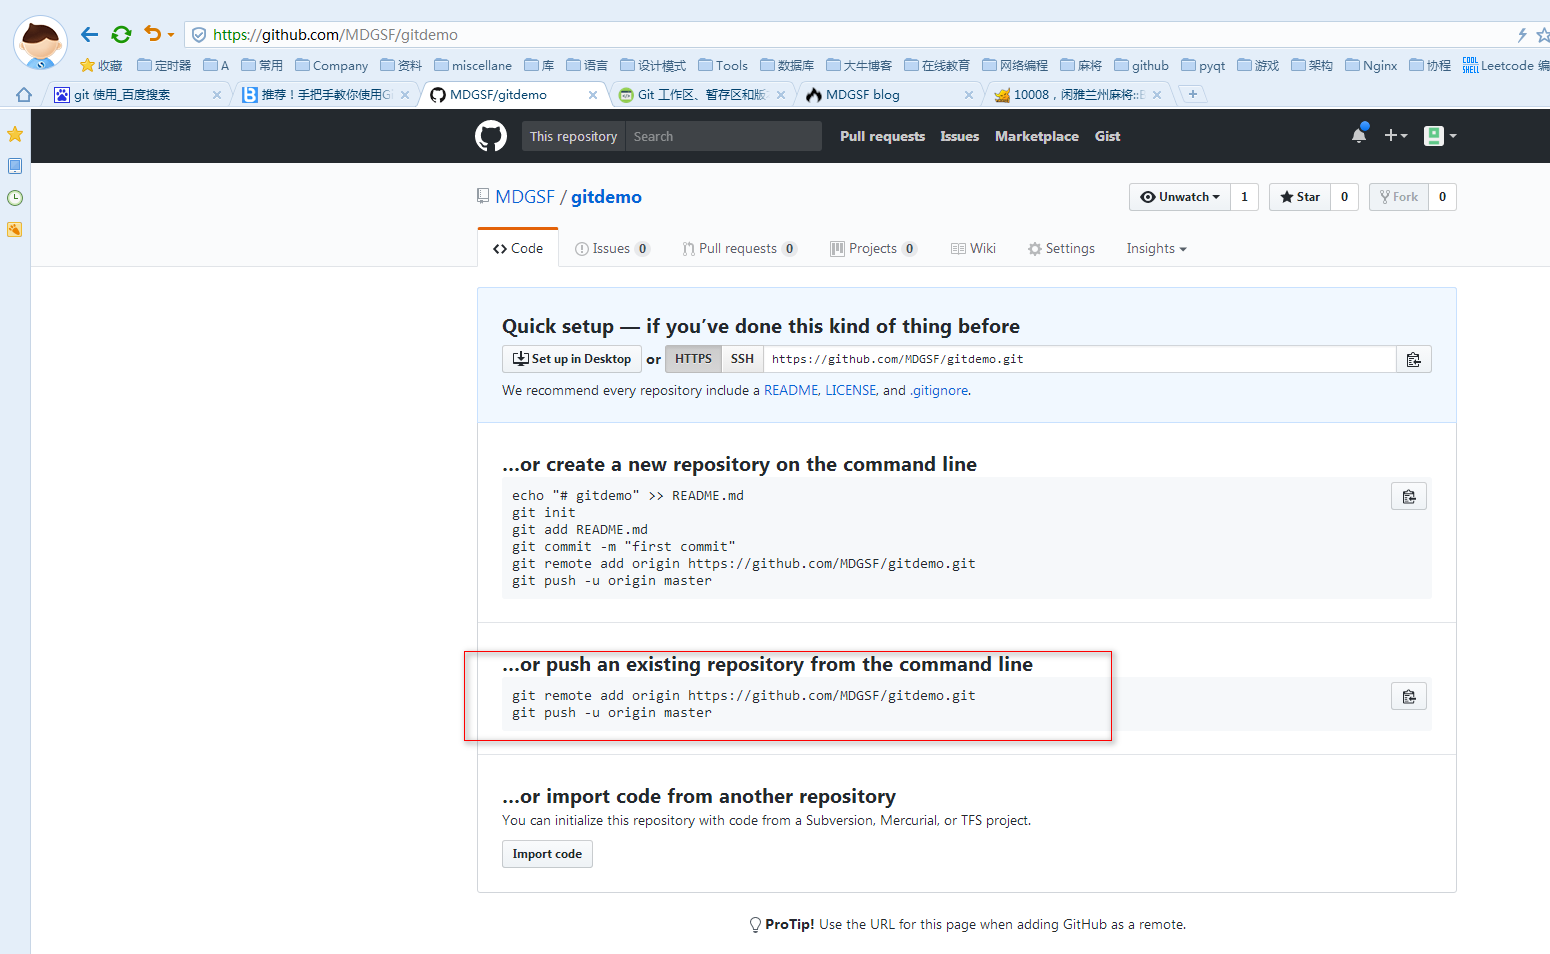 https://github.com/MDGSF/gitdemo
收藏 定时器 A 常用 Company 资料 miscellane 库 语言 设计模式 Tools 数据库 大牛博客 在线教育 网络编程 麻将 github pyqt 游戏 架构 Nginx 协程 COOL SHELL Leetcode 编
git 使用_百度搜索 推荐！手把手教你使用Gi MDGSF/gitdemo Git 工作区、暂存区和版 MDGSF blog 10008，闲雅兰州麻将::E
This repository Search Pull requests Issues Marketplace Gist
MDGSF / gitdemo Unwatch 1 Star 0 Fork 0
Code Issues 0 Pull requests 0 Projects 0 Wiki Settings Insights
Quick setup — if you’ve done this kind of thing before
Set up in Desktop or HTTPS SSH https://github.com/MDGSF/gitdemo.git
We recommend every repository include a README, LICENSE, and .gitignore.
…or create a new repository on the command line
echo "# gitdemo" >> README.md
git init
git add README.md
git commit -m "first commit"
git remote add origin https://github.com/MDGSF/gitdemo.git
git push -u origin master
…or push an existing repository from the command line
git remote add origin https://github.com/MDGSF/gitdemo.git
git push -u origin master
…or import code from another repository
You can initialize this repository with code from a Subversion, Mercurial, or TFS project.
Import code
ProTip! Use the URL for this page when adding GitHub as a remote.